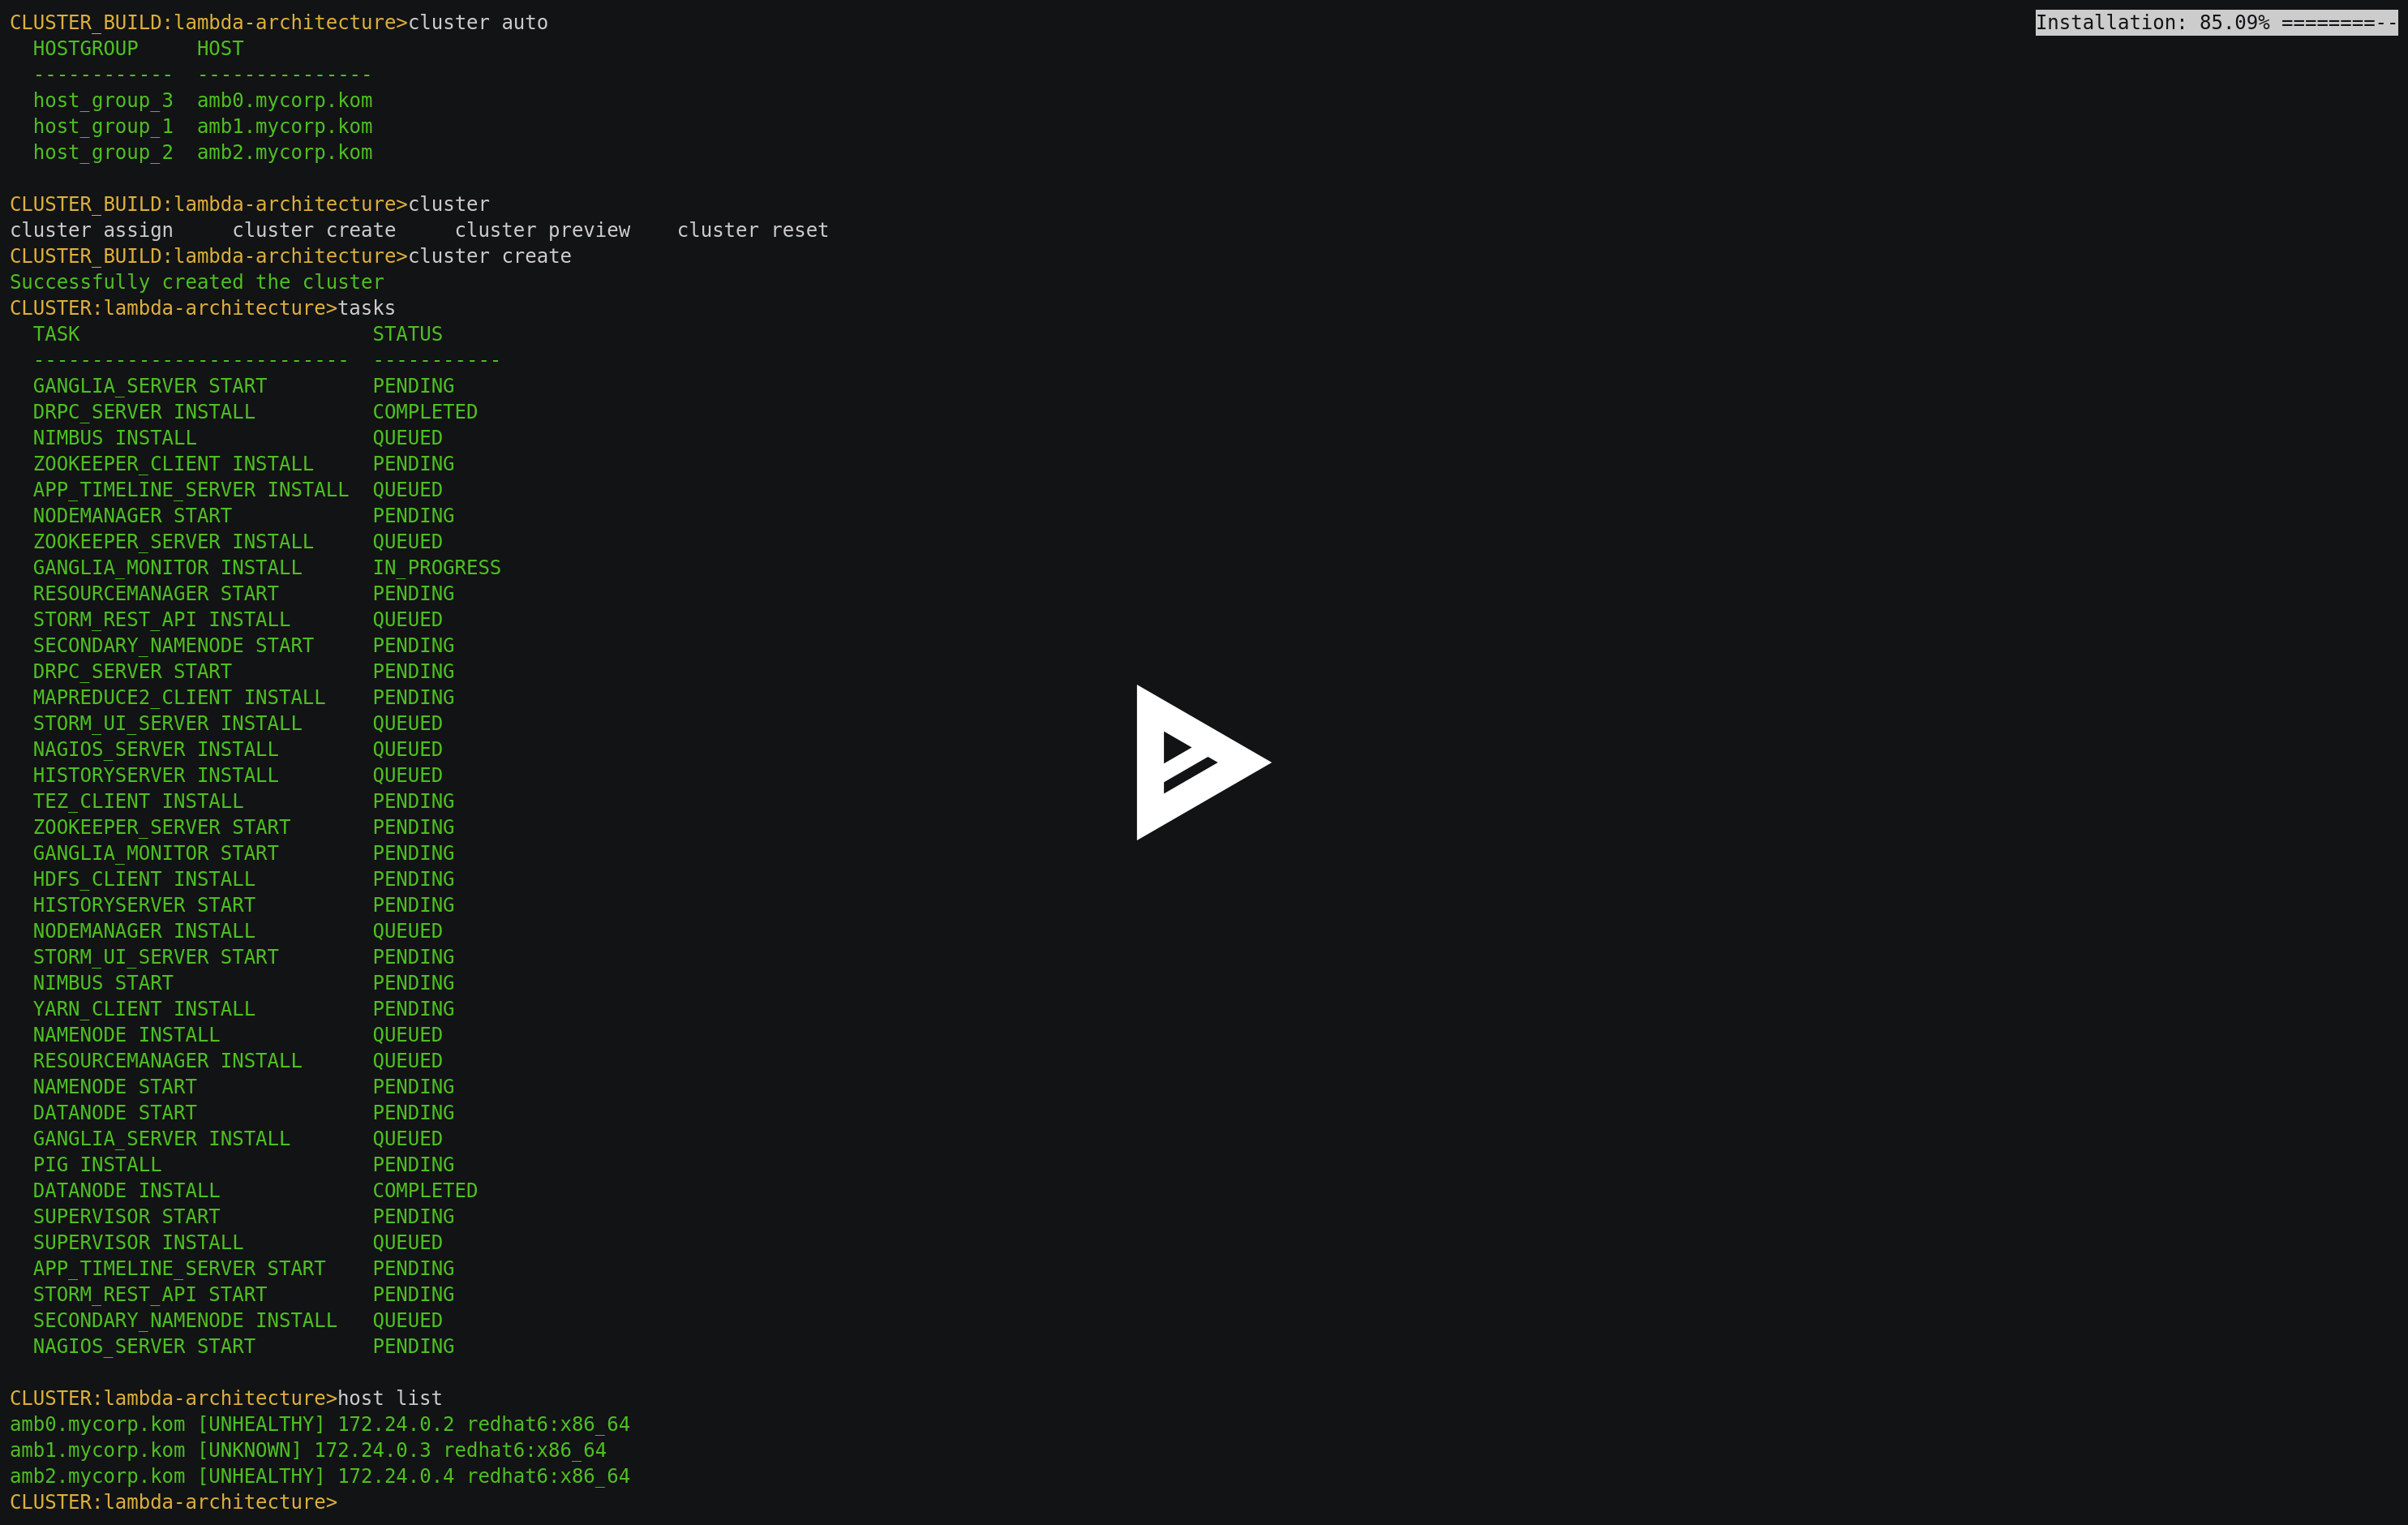 CLUSTER_BUILD:lambda-architecture>cluster auto Installation: 85.09% ========--
  HOSTGROUP     HOST
  ------------  ---------------
  host_group_3  amb0.mycorp.kom
  host_group_1  amb1.mycorp.kom
  host_group_2  amb2.mycorp.kom

CLUSTER_BUILD:lambda-architecture>cluster
cluster assign     cluster create     cluster preview    cluster reset
CLUSTER_BUILD:lambda-architecture>cluster create
Successfully created the cluster
CLUSTER:lambda-architecture>tasks
  TASK                         STATUS
  ---------------------------  -----------
  GANGLIA_SERVER START         PENDING
  DRPC_SERVER INSTALL          COMPLETED
  NIMBUS INSTALL               QUEUED
  ZOOKEEPER_CLIENT INSTALL     PENDING
  APP_TIMELINE_SERVER INSTALL  QUEUED
  NODEMANAGER START            PENDING
  ZOOKEEPER_SERVER INSTALL     QUEUED
  GANGLIA_MONITOR INSTALL      IN_PROGRESS
  RESOURCEMANAGER START        PENDING
  STORM_REST_API INSTALL       QUEUED
  SECONDARY_NAMENODE START     PENDING
  DRPC_SERVER START            PENDING
  MAPREDUCE2_CLIENT INSTALL    PENDING
  STORM_UI_SERVER INSTALL      QUEUED
  NAGIOS_SERVER INSTALL        QUEUED
  HISTORYSERVER INSTALL        QUEUED
  TEZ_CLIENT INSTALL           PENDING
  ZOOKEEPER_SERVER START       PENDING
  GANGLIA_MONITOR START        PENDING
  HDFS_CLIENT INSTALL          PENDING
  HISTORYSERVER START          PENDING
  NODEMANAGER INSTALL          QUEUED
  STORM_UI_SERVER START        PENDING
  NIMBUS START                 PENDING
  YARN_CLIENT INSTALL          PENDING
  NAMENODE INSTALL             QUEUED
  RESOURCEMANAGER INSTALL      QUEUED
  NAMENODE START               PENDING
  DATANODE START               PENDING
  GANGLIA_SERVER INSTALL       QUEUED
  PIG INSTALL                  PENDING
  DATANODE INSTALL             COMPLETED
  SUPERVISOR START             PENDING
  SUPERVISOR INSTALL           QUEUED
  APP_TIMELINE_SERVER START    PENDING
  STORM_REST_API START         PENDING
  SECONDARY_NAMENODE INSTALL   QUEUED
  NAGIOS_SERVER START          PENDING

CLUSTER:lambda-architecture>host list
amb0.mycorp.kom [UNHEALTHY] 172.24.0.2 redhat6:x86_64
amb1.mycorp.kom [UNKNOWN] 172.24.0.3 redhat6:x86_64
amb2.mycorp.kom [UNHEALTHY] 172.24.0.4 redhat6:x86_64
CLUSTER:lambda-architecture>